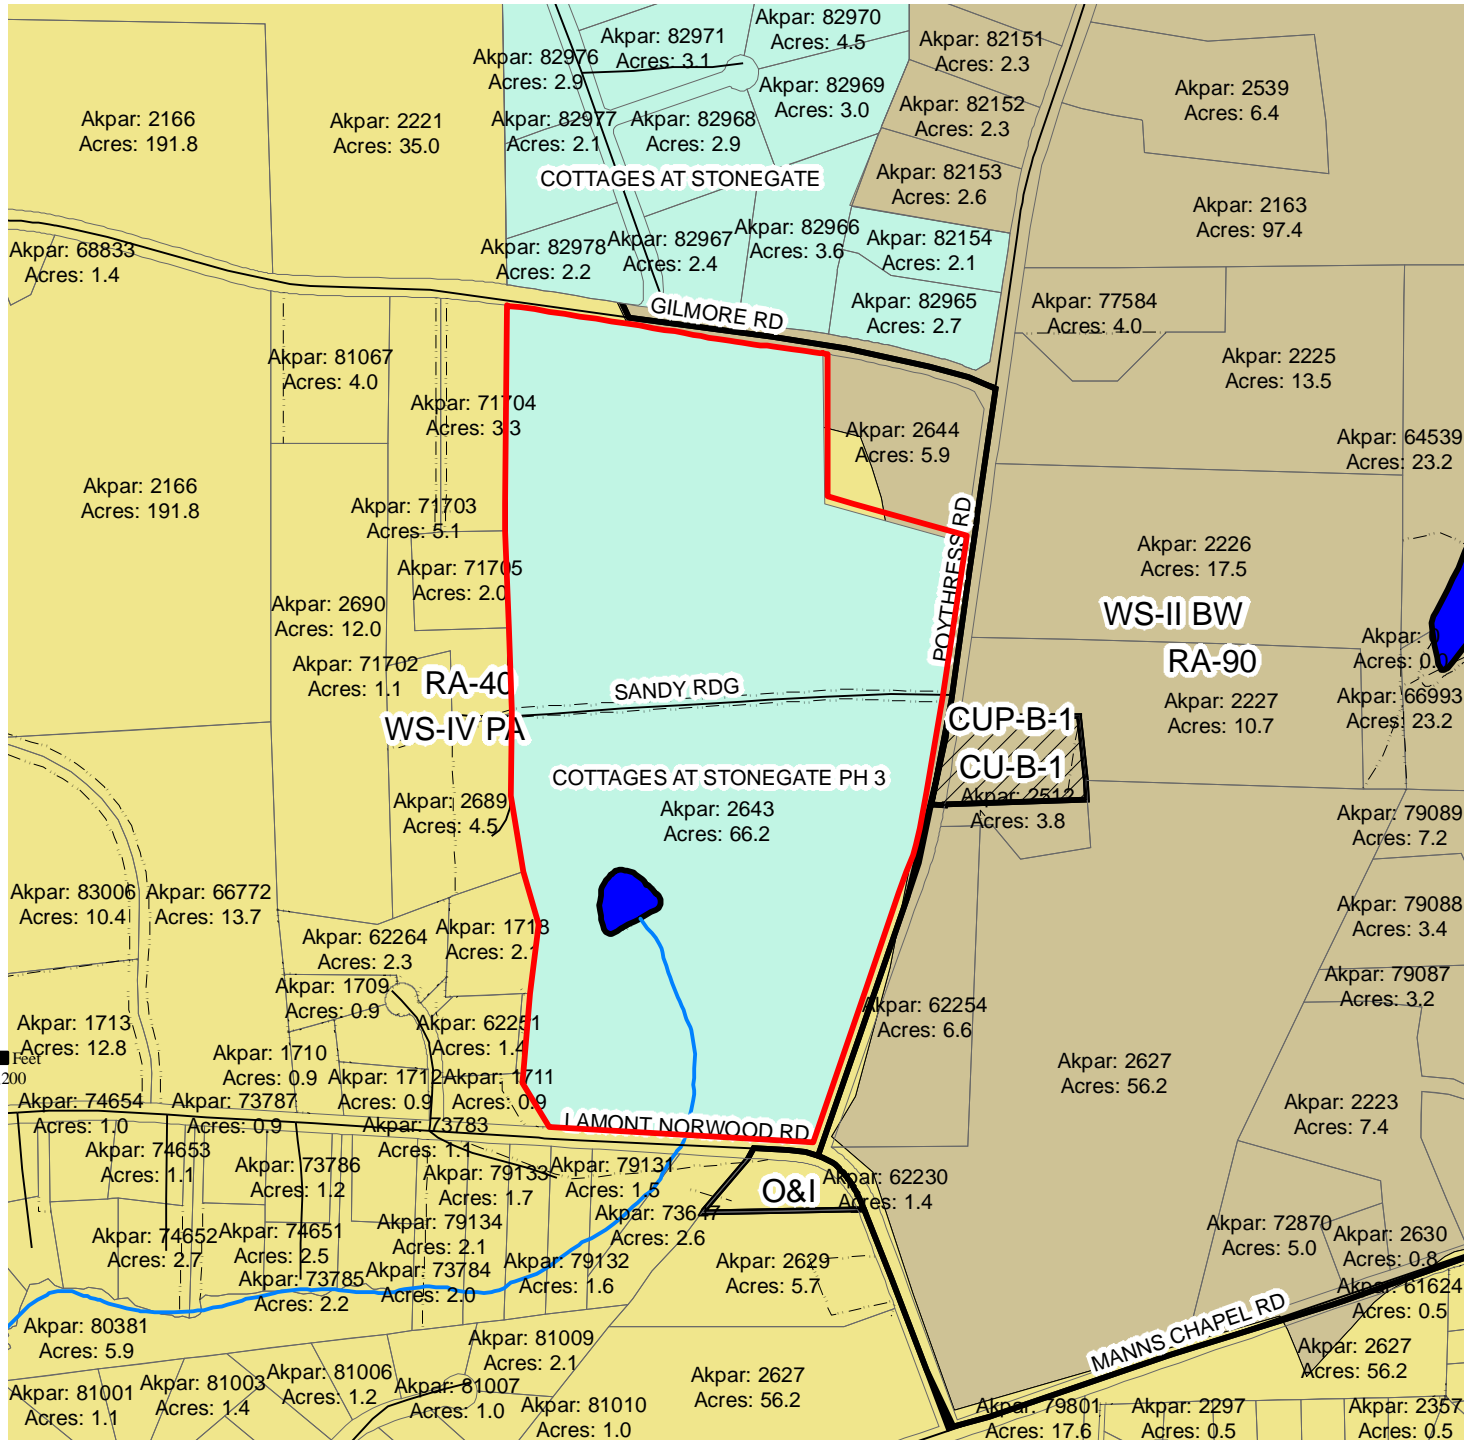 Akpar: 82970
Acres: 4.5
Akpar: 82971
Acres: 3.1
Akpar: 82976
Acres: 2.9
Akpar: 82151
Acres: 2.3
Akpar: 82969
Acres: 3.0
Akpar: 2539
Acres: 6.4
Akpar: 82152
Acres: 2.3
Akpar: 2166
Acres: 191.8
Akpar: 2221
Acres: 35.0
Akpar: 82977
Acres: 2.1
Akpar: 82968
Acres: 2.9
COTTAGES AT STONEGATE
Akpar: 82153
Acres: 2.6
Akpar: 2163
Acres: 97.4
Akpar: 68833
Acres: 1.4
Akpar: 82978
Acres: 2.2
Akpar: 82967
Acres: 2.4
Akpar: 82966
Acres: 3.6
Akpar: 82154
Acres: 2.1
Akpar: 82965
Acres: 2.7
Akpar: 77584
Acres: 4.0
GILMORE RD
Akpar: 81067
Acres: 4.0
Akpar: 2225
Acres: 13.5
Akpar: 71704
Acres: 3.3
Akpar: 2644
Acres: 5.9
Akpar: 64539
Acres: 23.2
Akpar: 2166
Acres: 191.8
Akpar: 71703
Acres: 5.1
POYTHRESS RD
Akpar: 2226
Acres: 17.5
Akpar: 71705
Acres: 2.0
Akpar: 2690
Acres: 12.0
WS-II BW
RA-90
Akpar: 0
Acres: 0.0
Akpar: 71702
Acres: 1.1
RA-40
WS-IV PA
SANDY RDG
Akpar: 2227
Acres: 10.7
Akpar: 66993
Acres: 23.2
CUP-B-1
CU-B-1
COTTAGES AT STONEGATE PH 3
Akpar: 2643
Acres: 66.2
Akpar: 2689
Acres: 4.5
Akpar: 2512
Acres: 3.8
Akpar: 79089
Acres: 7.2
Akpar: 83006
Acres: 10.4
Akpar: 66772
Acres: 13.7
Akpar: 79088
Acres: 3.4
Akpar: 62264
Acres: 2.3
Akpar: 1718
Acres: 2.1
Akpar: 1709
Acres: 0.9
Akpar: 79087
Acres: 3.2
Akpar: 62254
Acres: 6.6
Akpar: 1713
Acres: 12.8
Akpar: 62251
Acres: 1.4
Feet
200
Akpar: 1710
Acres: 0.9
Akpar: 1712
Acres: 0.9
Akpar: 1711
Acres: 0.9
Akpar: 2627
Acres: 56.2
Akpar: 74654
Acres: 1.0
Akpar: 73787
Acres: 0.9
Akpar: 73783
Acres: 1.1
LAMONT NORWOOD RD
Akpar: 2223
Acres: 7.4
Akpar: 74653
Acres: 1.1
Akpar: 73786
Acres: 1.2
Akpar: 79133
Acres: 1.7
Akpar: 79131
Acres: 1.5
O&I
Akpar: 62230
Acres: 1.4
Akpar: 74652
Acres: 2.7
Akpar: 74651
Acres: 2.5
Akpar: 79134
Acres: 2.1
Akpar: 73647
Acres: 2.6
Akpar: 72870
Acres: 5.0
Akpar: 2630
Acres: 0.8
Akpar: 73785
Acres: 2.2
Akpar: 73784
Acres: 2.0
Akpar: 79132
Acres: 1.6
Akpar: 2629
Acres: 5.7
Akpar: 61624
Acres: 0.5
MANNS CHAPEL RD
Akpar: 80381
Acres: 5.9
Akpar: 81009
Acres: 2.1
Akpar: 2627
Acres: 56.2
Akpar: 81001
Acres: 1.1
Akpar: 81003
Acres: 1.4
Akpar: 81006
Acres: 1.2
Akpar: 81007
Acres: 1.0
Akpar: 81010
Acres: 1.0
Akpar: 2627
Acres: 56.2
Akpar: 79801
Acres: 17.6
Akpar: 2297
Acres: 0.5
Akpar: 2357
Acres: 0.5